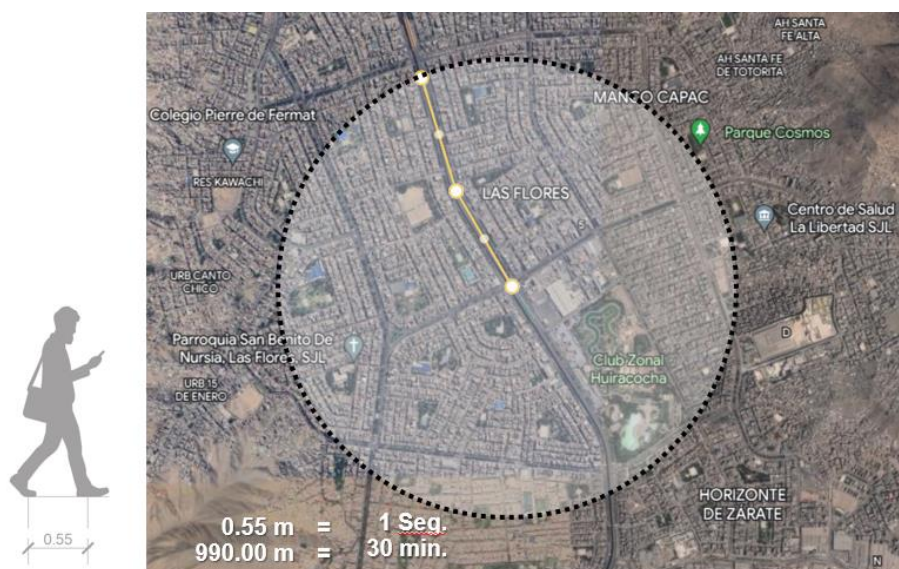 AH SANTA
FE ALTA
AH SANTA FE
DE TOTORITA
MANCO CAPAC
Colegio Pierre de Fermat
Parque Cosmos
RES KAWACHI
LAS FLORES
Centro de Salud
La Libertad SJL
S
URB CANTO
CHICO
D
Parroquia San Benito De
Nursia, Las Flores, SJL
Club Zonal
Huiracocha
URB 15
DE ENERO
HORIZONTE
DE ZÁRATE
0.55 m = 1 Seg.
990.00 m = 30 min.
0.55
N